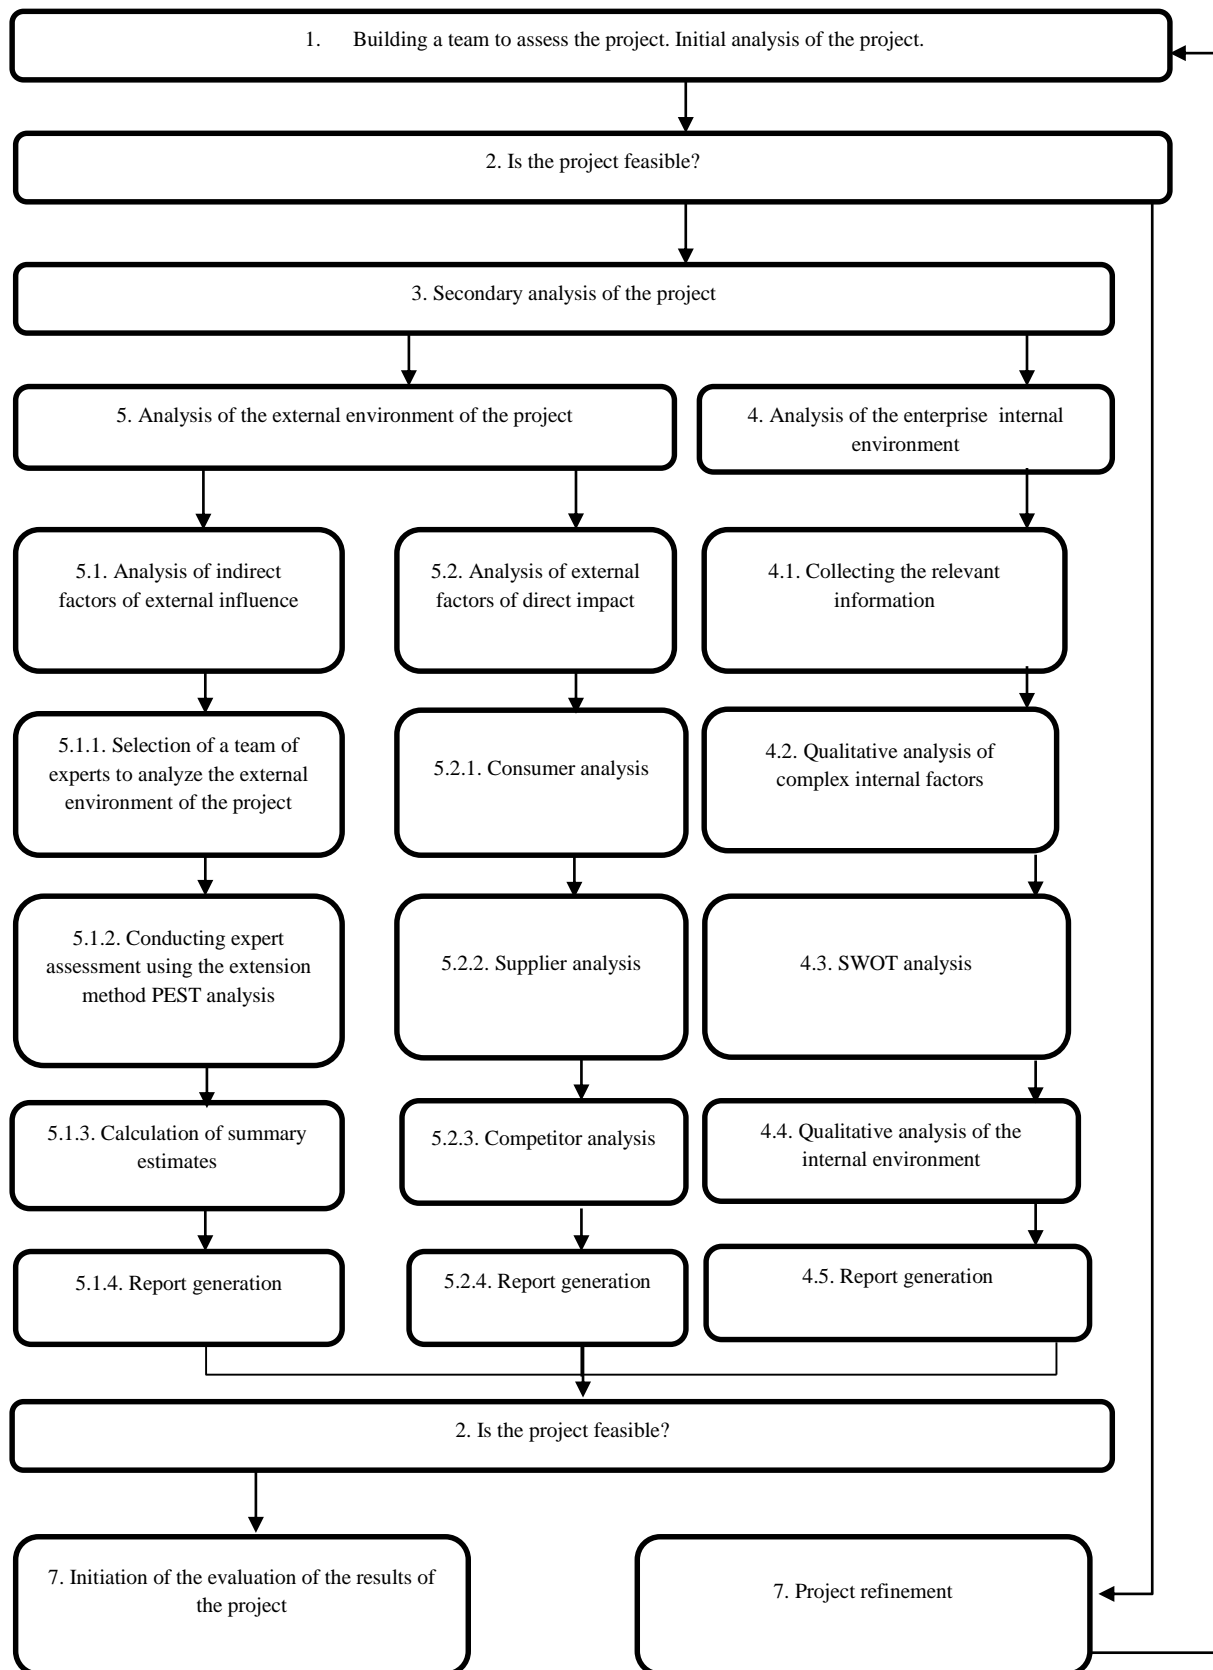 1. Building a team to assess the project. Initial analysis of the project.
2. Is the project feasible?
3. Secondary analysis of the project
5. Analysis of the external environment of the project
4. Analysis of the enterprise internal
environment
5.1. Analysis of indirect
factors of external influence
5.2. Analysis of external
factors of direct impact
4.1. Collecting the relevant
information
5.1.1. Selection of a team of
experts to analyze the external
environment of the project
5.2.1. Consumer analysis
4.2. Qualitative analysis of
complex internal factors
5.1.2. Conducting expert
assessment using the extension
method PEST analysis
5.2.2. Supplier analysis
4.3. SWOT analysis
5.1.3. Calculation of summary
estimates
5.2.3. Competitor analysis
4.4. Qualitative analysis of the
internal environment
5.1.4. Report generation
5.2.4. Report generation
4.5. Report generation
2. Is the project feasible?
7. Initiation of the evaluation of the results of
the project
7. Project refinement